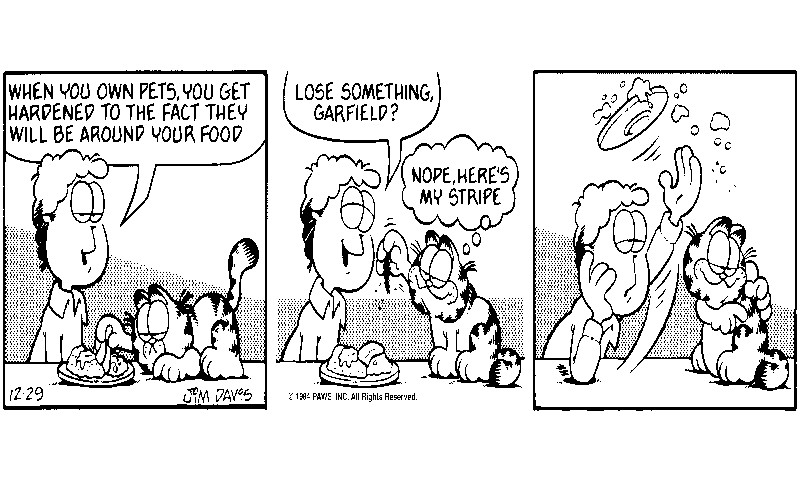 WHEN YOU OWN PETS, YOU GET
HARDENED TO THE FACT THEY
WILL BE AROUND YOUR FOOD
12-29
JIM DAVIS
LOSE SOMETHING,
GARFIELD?
NOPE, HERE'S
MY STRIPE
© 1984 PAWS, INC. All Rights Reserved.